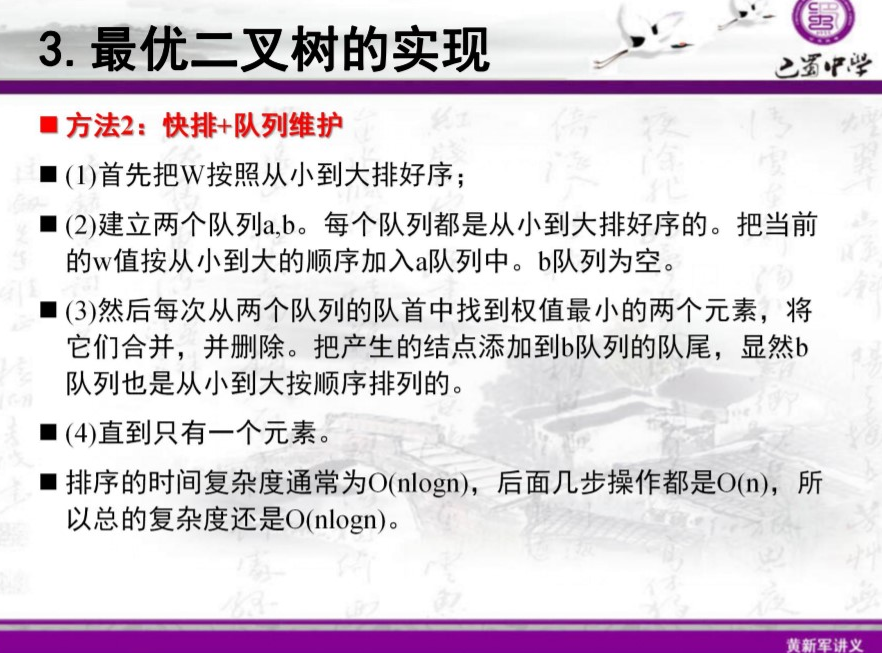 3.最优二叉树的实现
巴蜀中学
方法2：快排+队列维护
(1)首先把W按照从小到大排好序；
(2)建立两个队列a,b。每个队列都是从小到大排好序的。把当前
的w值按从小到大的顺序加入a队列中。b队列为空。
(3)然后每次从两个队列的队首中找到权值最小的两个元素，将
它们合并，并删除。把产生的结点添加到b队列的队尾，显然b
队列也是从小到大按顺序排列的。
(4)直到只有一个元素。
排序的时间复杂度通常为O(nlogn)，后面几步操作都是O(n)，所
以总的复杂度还是O(nlogn)。
黄新军讲义